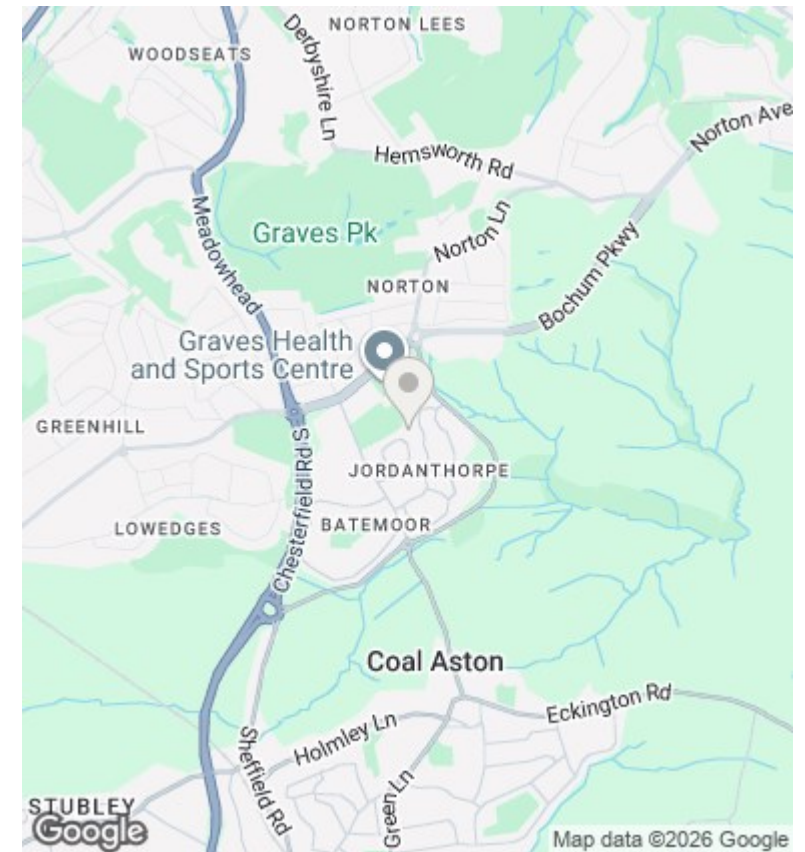 NORTON LEES
WOODSEATS
Derbyshire Ln
Norton Ave
Hemsworth Rd
Meadowhead
Graves Pk
Norton Ln
NORTON
Bochum Pkwy
Graves Health
and Sports Centre
GREENHILL
Chesterfield Rd S
JORDANTHORPE
BATEMOOR
LOWEDGES
Coal Aston
Eckington Rd
Holmley Ln
Sheffield Rd
Green Ln
STUBLEY
Google
Map data ©2026 Google